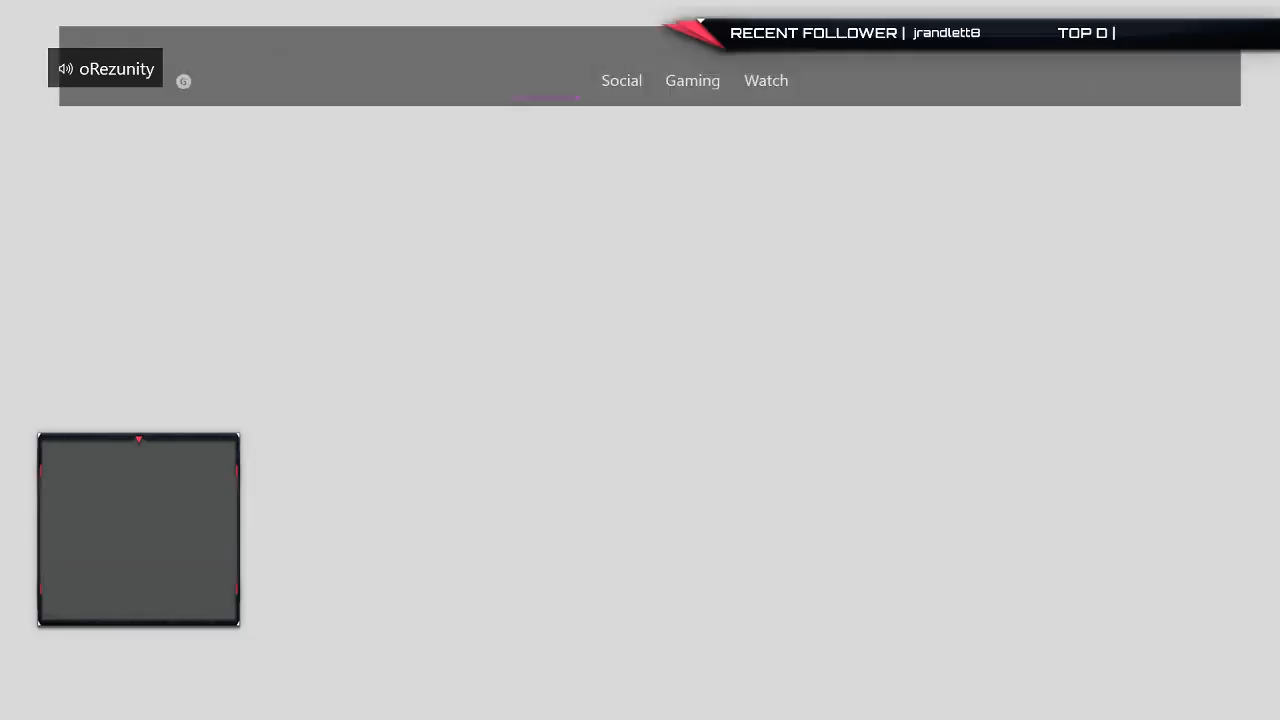 RECENT FOLLOWER | jrandlett8 TOP D |
oRezunity
G
Social Gaming Watch